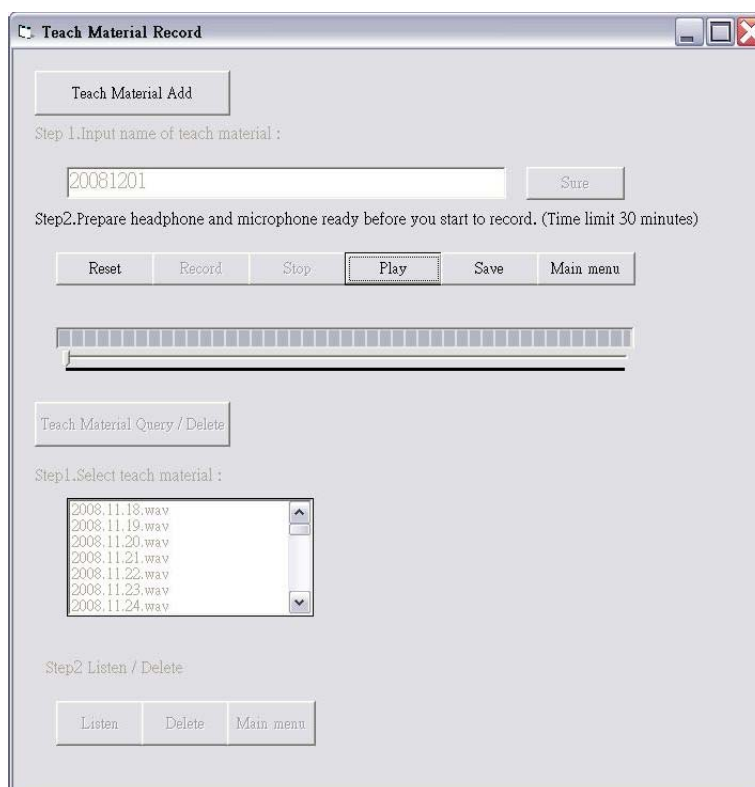 Teach Material Record
Teach Material Add
Step 1.Input name of teach material :
20081201
Sure
Step2.Prepare headphone and microphone ready before you start to record. (Time limit 30 minutes)
Reset Record Stop Play Save Main menu
Teach Material Query / Delete
Step1.Select teach material :
2008.11.18.wav
2008.11.19.wav
2008.11.20.wav
2008.11.21.wav
2008.11.22.wav
2008.11.23.wav
2008.11.24.wav
Step2 Listen / Delete
Listen Delete Main menu